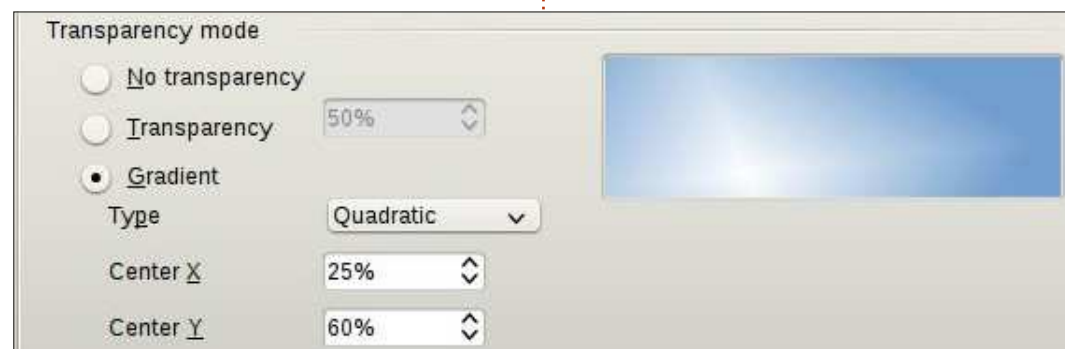 Transparency mode
No transparency
Transparency 50%
Gradient
Type Quadratic
Center X 25%
Center Y 60%